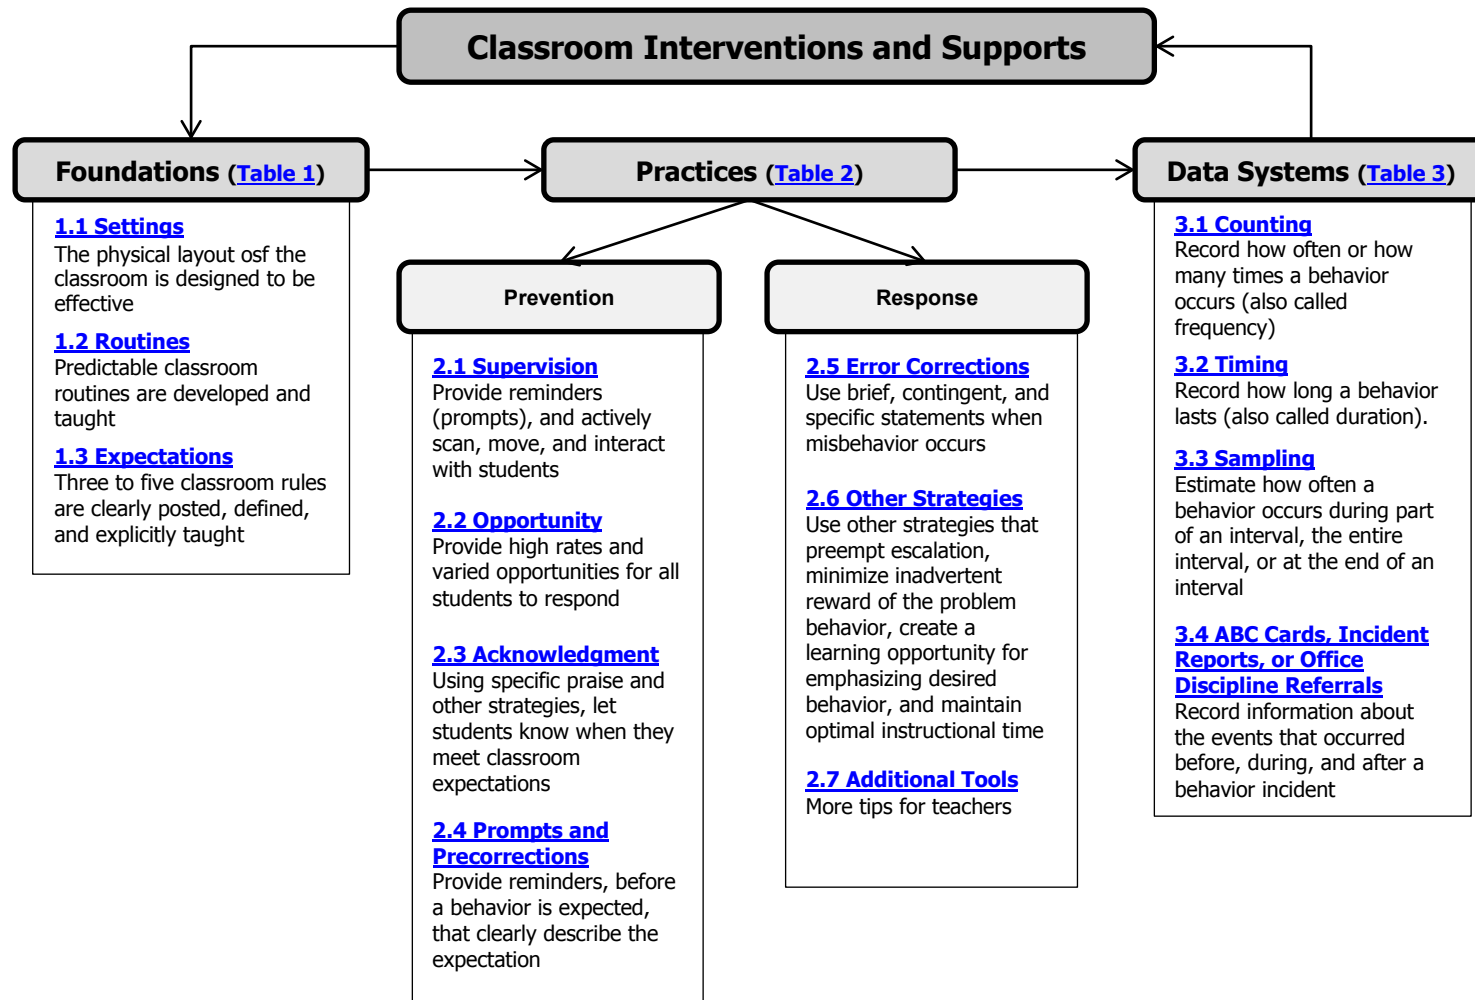 Classroom Interventions and Supports
Foundations (Table 1)
1.1 Settings
The physical layout osf the
classroom is designed to be
effective
1.2 Routines
Predictable classroom
routines are developed and
taught
1.3 Expectations
Three to five classroom rules
are clearly posted, defined,
and explicitly taught
Practices (Table 2)
Prevention
2.1 Supervision
Provide reminders
(prompts), and actively
scan, move, and interact
with students
2.2 Opportunity
Provide high rates and
varied opportunities for all
students to respond
2.3 Acknowledgment
Using specific praise and
other strategies, let
students know when they
meet classroom
expectations
2.4 Prompts and
Precorrections
Provide reminders, before
a behavior is expected,
that clearly describe the
expectation
Response
2.5 Error Corrections
Use brief, contingent, and
specific statements when
misbehavior occurs
2.6 Other Strategies
Use other strategies that
preempt escalation,
minimize inadvertent
reward of the problem
behavior, create a
learning opportunity for
emphasizing desired
behavior, and maintain
optimal instructional time
2.7 Additional Tools
More tips for teachers
Data Systems (Table 3)
3.1 Counting
Record how often or how
many times a behavior
occurs (also called
frequency)
3.2 Timing
Record how long a behavior
lasts (also called duration).
3.3 Sampling
Estimate how often a
behavior occurs during part
of an interval, the entire
interval, or at the end of an
interval
3.4 ABC Cards, Incident
Reports, or Office
Discipline Referrals
Record information about
the events that occurred
before, during, and after a
behavior incident